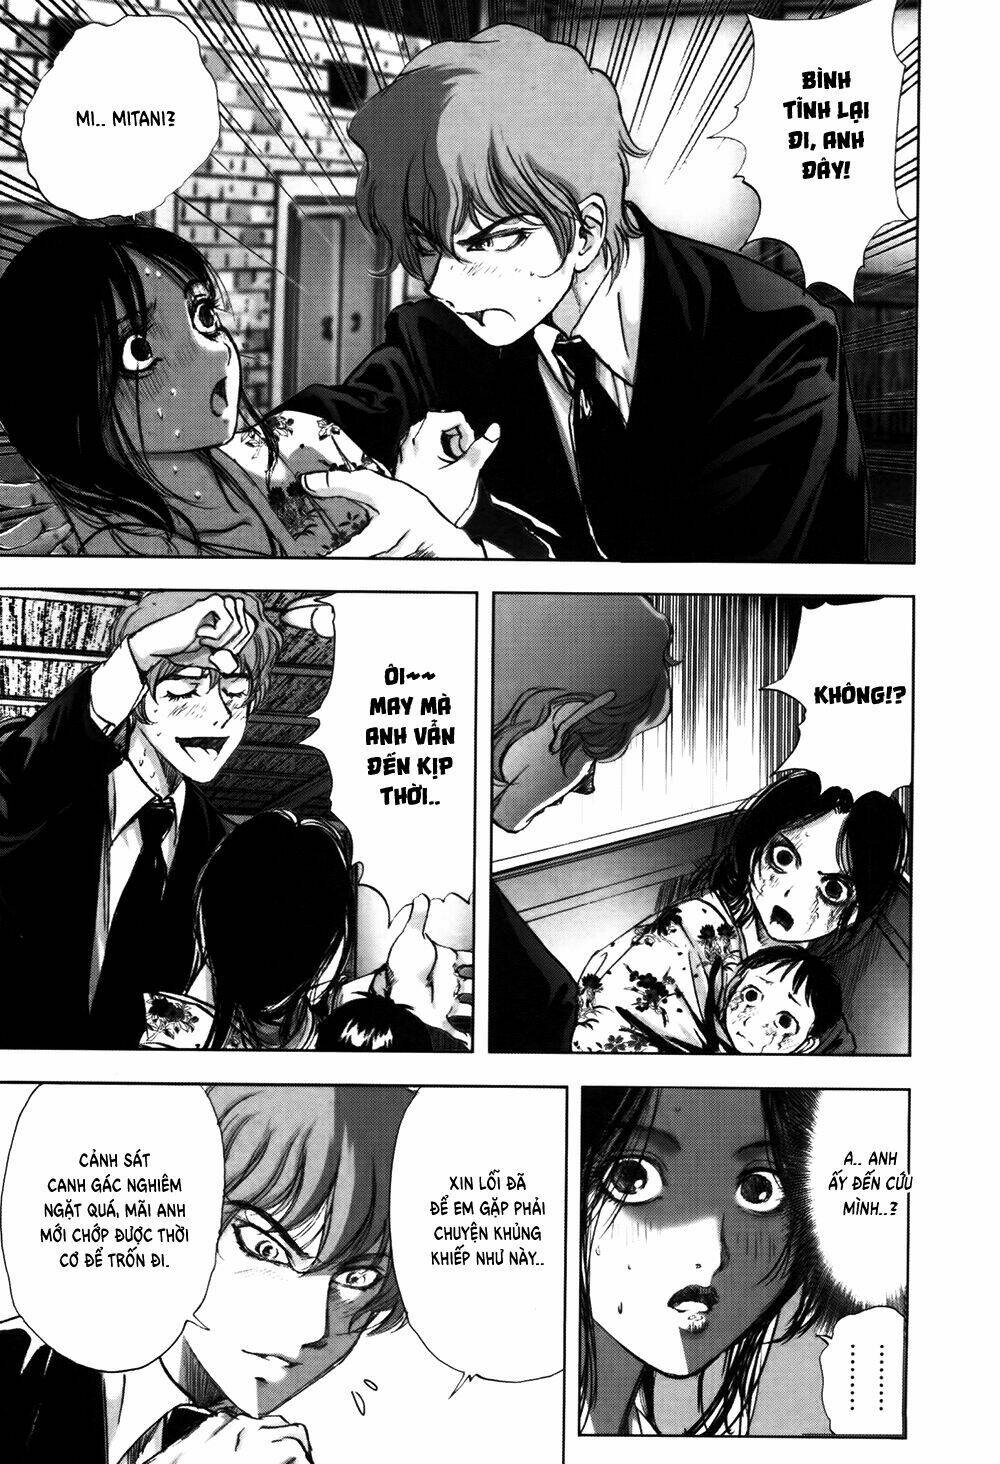 BÌNH
TĨNH LẠI
ĐI, ANH
ĐÂY!
MI.. MITANI?
KHÔNG!?
ÔI~~
MAY MÀ
ANH VẪN
ĐẾN KỊP
THỜI..
A.. ANH
ẤY ĐẾN CỨU
MÌNH..?
.........
XIN LỖI ĐÃ
ĐỂ EM GẶP PHẢI
CHUYỆN KHỦNG
KHIẾP NHƯ NÀY..
CẢNH SÁT
CANH GÁC NGHIÊM
NGẶT QUÁ, MÃI ANH
MỚI CHỚP ĐƯỢC THỜI
CƠ ĐỂ TRỐN ĐI.